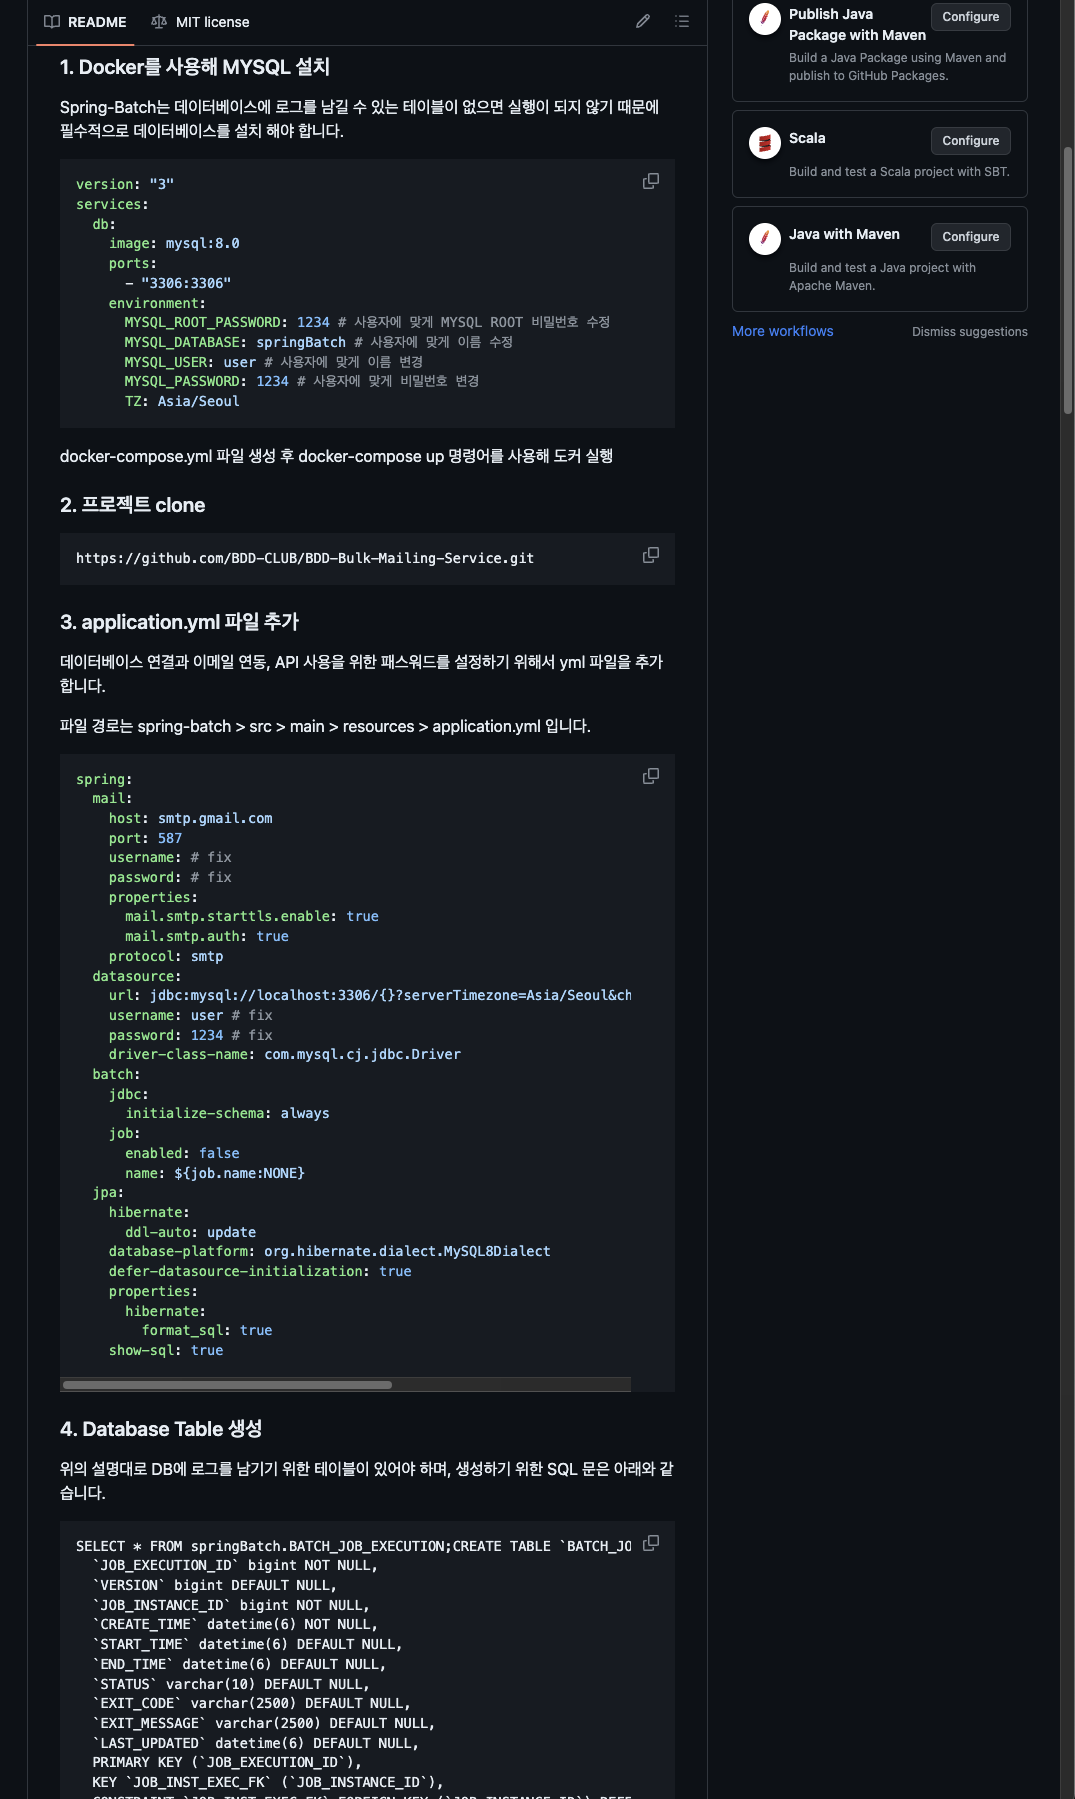 README
MIT license
1. Docker를 사용해 MYSQL 설치
Spring-Batch는 데이터베이스에 로그를 남길 수 있는 테이블이 없으면 실행이 되지 않기 때문에
필수적으로 데이터베이스를 설치 해야 합니다.
version: "3"
services:
  db:
    image: mysql:8.0
    ports:
      - "3306:3306"
    environment:
      MYSQL_ROOT_PASSWORD: 1234 # 사용자에 맞게 MYSQL ROOT 비밀번호 수정
      MYSQL_DATABASE: springBatch # 사용자에 맞게 이름 수정
      MYSQL_USER: user # 사용자에 맞게 이름 변경
      MYSQL_PASSWORD: 1234 # 사용자에 맞게 비밀번호 변경
      TZ: Asia/Seoul
docker-compose.yml 파일 생성 후 docker-compose up 명령어를 사용해 도커 실행
2. 프로젝트 clone
https://github.com/BDD-CLUB/BDD-Bulk-Mailing-Service.git
3. application.yml 파일 추가
데이터베이스 연결과 이메일 연동, API 사용을 위한 패스워드를 설정하기 위해서 yml 파일을 추가
합니다.
파일 경로는 spring-batch > src > main > resources > application.yml 입니다.
spring:
  mail:
    host: smtp.gmail.com
    port: 587
    username: # fix
    password: # fix
    properties:
      mail.smtp.starttls.enable: true
      mail.smtp.auth: true
    protocol: smtp
  datasource:
    url: jdbc:mysql://localhost:3306/{}?serverTimezone=Asia/Seoul&ch
    username: user # fix
    password: 1234 # fix
    driver-class-name: com.mysql.cj.jdbc.Driver
  batch:
    jdbc:
      initialize-schema: always
    job:
      enabled: false
      name: ${job.name:NONE}
  jpa:
    hibernate:
      ddl-auto: update
    database-platform: org.hibernate.dialect.MySQL8Dialect
    defer-datasource-initialization: true
    properties:
      hibernate:
        format_sql: true
    show-sql: true
4. Database Table 생성
위의 설명대로 DB에 로그를 남기기 위한 테이블이 있어야 하며, 생성하기 위한 SQL 문은 아래와 같
습니다.
SELECT * FROM springBatch.BATCH_JOB_EXECUTION;CREATE TABLE `BATCH_JO
  `JOB_EXECUTION_ID` bigint NOT NULL,
  `VERSION` bigint DEFAULT NULL,
  `JOB_INSTANCE_ID` bigint NOT NULL,
  `CREATE_TIME` datetime(6) NOT NULL,
  `START_TIME` datetime(6) DEFAULT NULL,
  `END_TIME` datetime(6) DEFAULT NULL,
  `STATUS` varchar(10) DEFAULT NULL,
  `EXIT_CODE` varchar(2500) DEFAULT NULL,
  `EXIT_MESSAGE` varchar(2500) DEFAULT NULL,
  `LAST_UPDATED` datetime(6) DEFAULT NULL,
  PRIMARY KEY (`JOB_EXECUTION_ID`),
  KEY `JOB_INST_EXEC_FK` (`JOB_INSTANCE_ID`),
Publish Java
Package with Maven
Configure
Build a Java Package using Maven and
publish to GitHub Packages.
Scala
Configure
Build and test a Scala project with SBT.
Java with Maven
Configure
Build and test a Java project with
Apache Maven.
More workflows
Dismiss suggestions